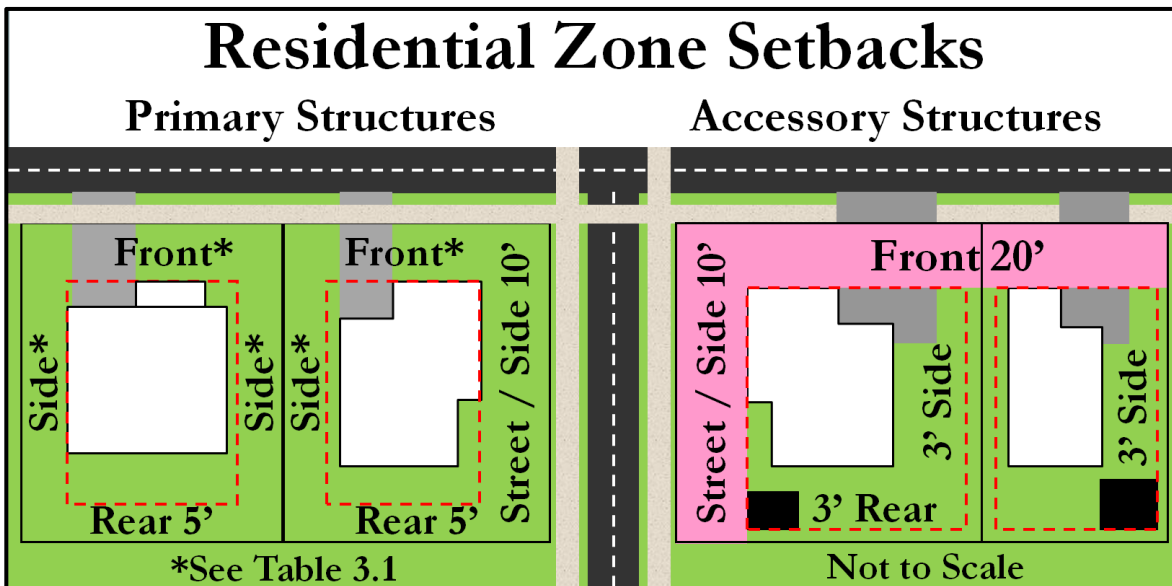 Residential Zone Setbacks
Primary Structures
Accessory Structures
Front*
Front*
Side*
Side*
Side*
Street / Side 10’
Rear 5’
Rear 5’
*See Table 3.1
Front 20’
Street / Side 10’
3’ Side
3’ Side
3’ Rear
Not to Scale